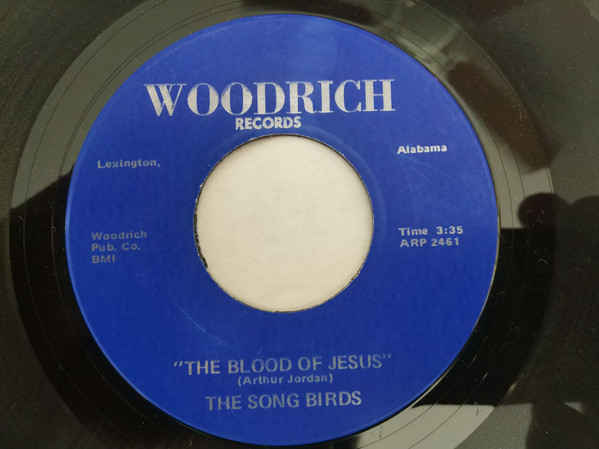 WOODRICH
RECORDS
Lexington,
Alabama
Woodrich
Pub. Co.
BMI
Time 3:35
ARP 2461
"THE BLOOD OF JESUS"
(Arthur Jordan)
THE SONG BIRDS